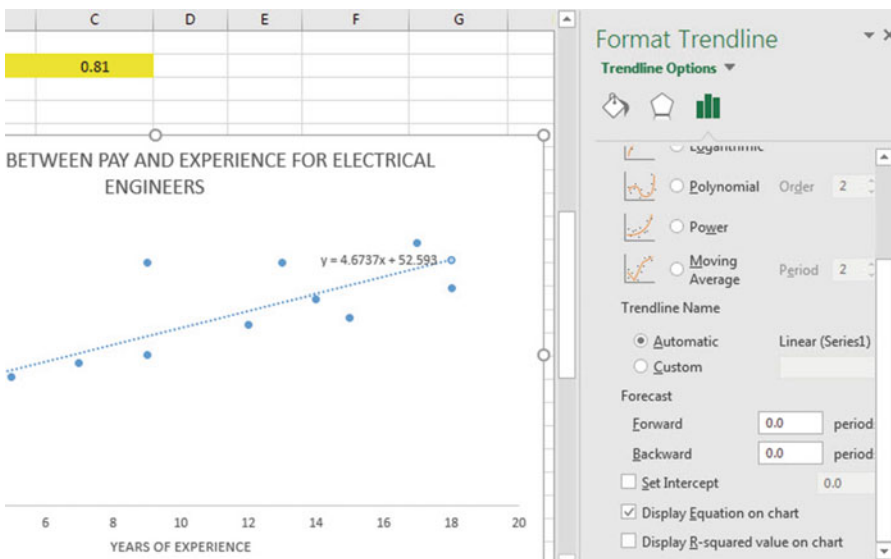 C D E F G
0.81
BETWEEN PAY AND EXPERIENCE FOR ELECTRICAL
ENGINEERS
y = 4.6737x + 52.593
6 8 10 12 14 16 18 20
YEARS OF EXPERIENCE
Format Trendline
Trendline Options
Logarithmic
Polynomial Order 2
Power
Moving
Average Period 2
Trendline Name
Automatic Linear (Series1)
Custom
Forecast
Forward 0.0 period
Backward 0.0 period
Set Intercept 0.0
Display Equation on chart
Display R-squared value on chart